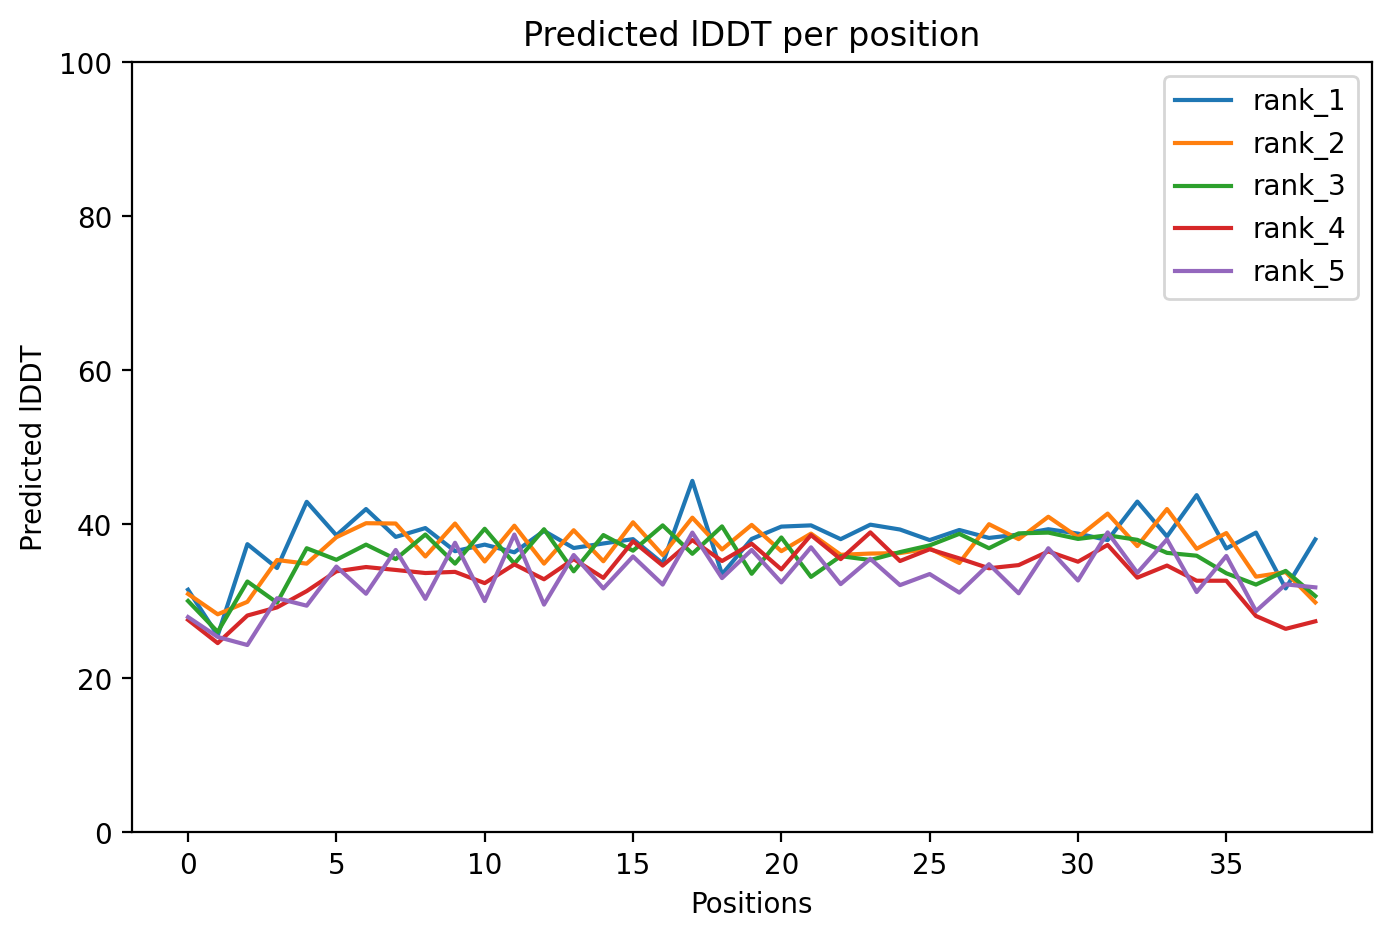 Predicted lDDT per position
100
80
60
40
20
0
Predicted lDDT
rank_1
rank_2
rank_3
rank_4
rank_5
0 5 10 15 20 25 30 35
Positions